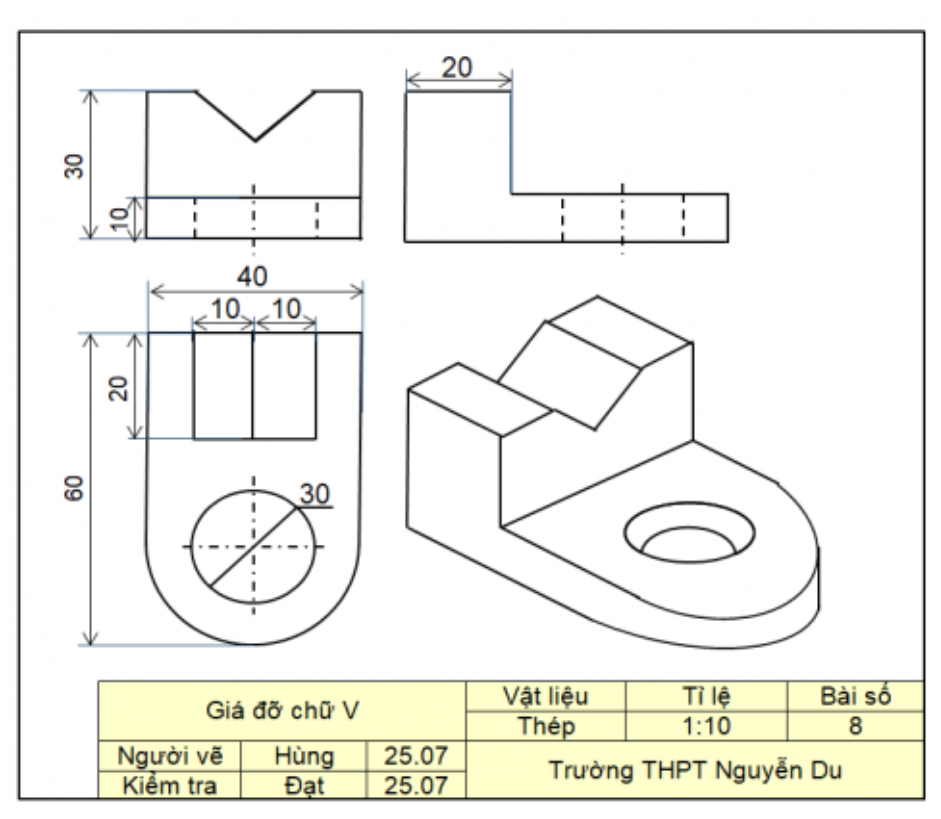 20
30
10
40
10 10
20
60
30
Giá đỡ chữ V
Vật liệu Tỉ lệ Bài số
Thép 1:10 8
Người vẽ Hùng 25.07
Kiểm tra Đạt 25.07
Trường THPT Nguyễn Du